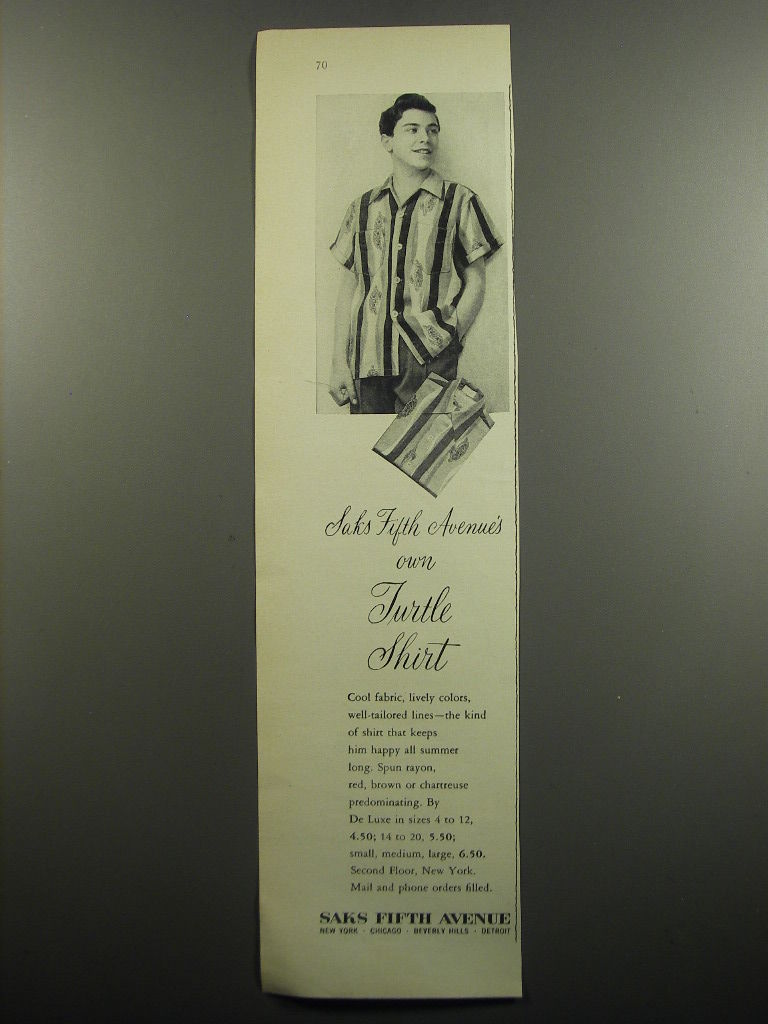 70
Saks Fifth Avenue's
own
Turtle
Shirt
Cool fabric, lively colors,
well-tailored lines—the kind
of shirt that keeps
him happy all summer
long. Spun rayon,
red, brown or chartreuse
predominating. By
De Luxe in sizes 4 to 12,
4.50; 14 to 20, 5.50;
small, medium, large, 6.50.
Second Floor, New York.
Mail and phone orders filled.
SAKS FIFTH AVENUE
NEW YORK · CHICAGO · BEVERLY HILLS · DETROIT